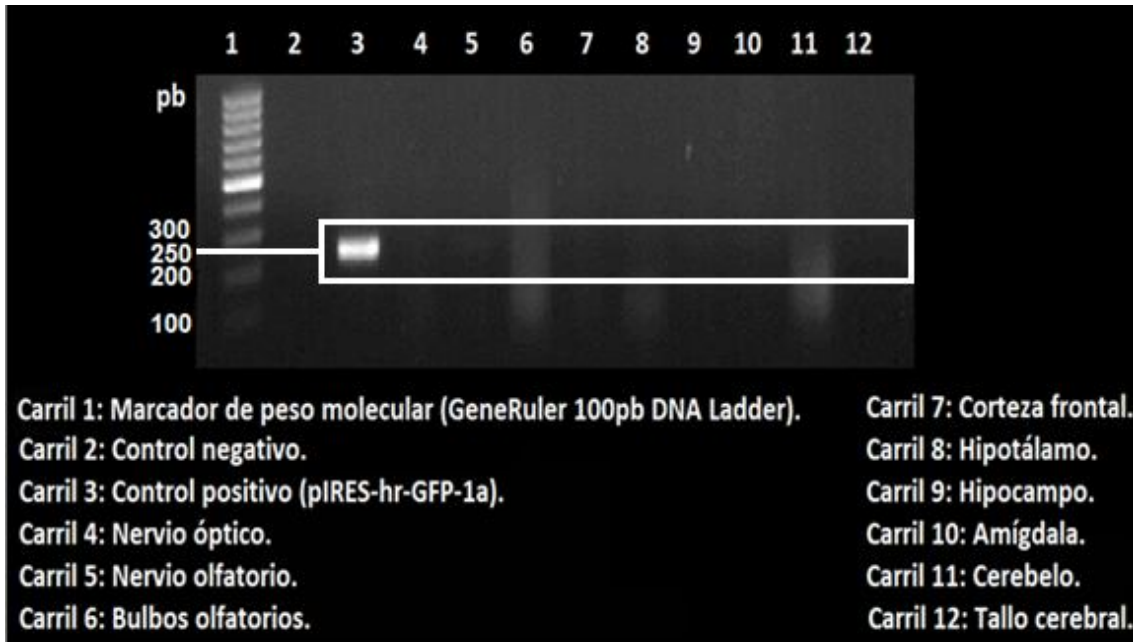 1 2 3 4 5 6 7 8 9 10 11 12
pb
300
250
200
100
Carril 1: Marcador de peso molecular (GeneRuler 100pb DNA Ladder).
Carril 2: Control negativo.
Carril 3: Control positivo (pIRES-hr-GFP-1a).
Carril 4: Nervio óptico.
Carril 5: Nervio olfatorio.
Carril 6: Bulbos olfatorios.
Carril 7: Corteza frontal.
Carril 8: Hipotálamo.
Carril 9: Hipocampo.
Carril 10: Amígdala.
Carril 11: Cerebelo.
Carril 12: Tallo cerebral.